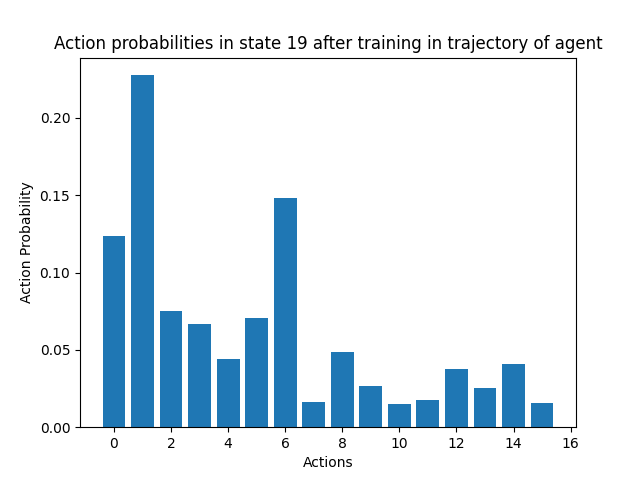 Action probabilities in state 19 after training in trajectory of agent
0.20
0.15
0.10
0.05
0.00
Action Probability
0 2 4 6 8 10 12 14 16
Actions